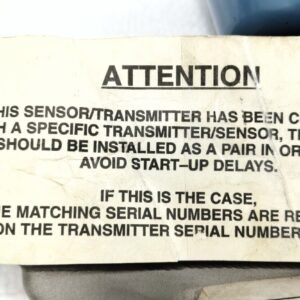 ATTENTION
HIS SENSOR/TRANSMITTER HAS BEEN C
H A SPECIFIC TRANSMITTER/SENSOR, T
SHOULD BE INSTALLED AS A PAIR IN OR
AVOID START-UP DELAYS.
IF THIS IS THE CASE,
E MATCHING SERIAL NUMBERS ARE RE
ON THE TRANSMITTER SERIAL NUMBER